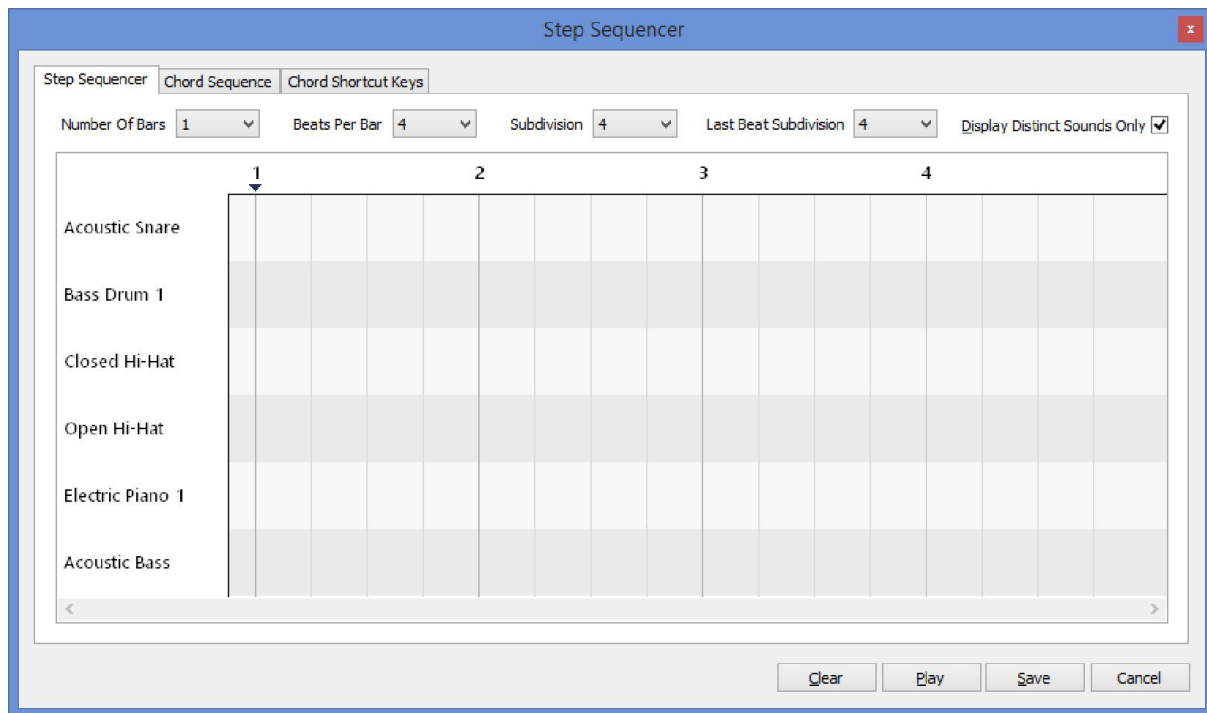 Step Sequencer
x
Step Sequencer Chord Sequence Chord Shortcut Keys
Number Of Bars 1 Beats Per Bar 4 Subdivision 4 Last Beat Subdivision 4 Display Distinct Sounds Only
1 2 3 4
Acoustic Snare
Bass Drum 1
Closed Hi-Hat
Open Hi-Hat
Electric Piano 1
Acoustic Bass
Clear Play Save Cancel